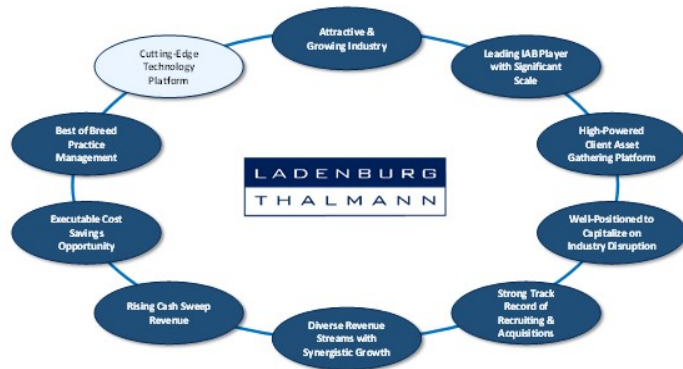 Attractive &
Growing Industry
Leading IAB Player
with Significant
Scale
High-Powered
Client Asset
Gathering Platform
Well-Positioned to
Capitalize on
Industry Disruption
Strong Track
Record of
Recruiting &
Acquisitions
Diverse Revenue
Streams with
Synergistic Growth
Rising Cash Sweep
Revenue
Executable Cost
Savings
Opportunity
Best of Breed
Practice
Management
Cutting-Edge
Technology
Platform
LADENBURG
THALMANN